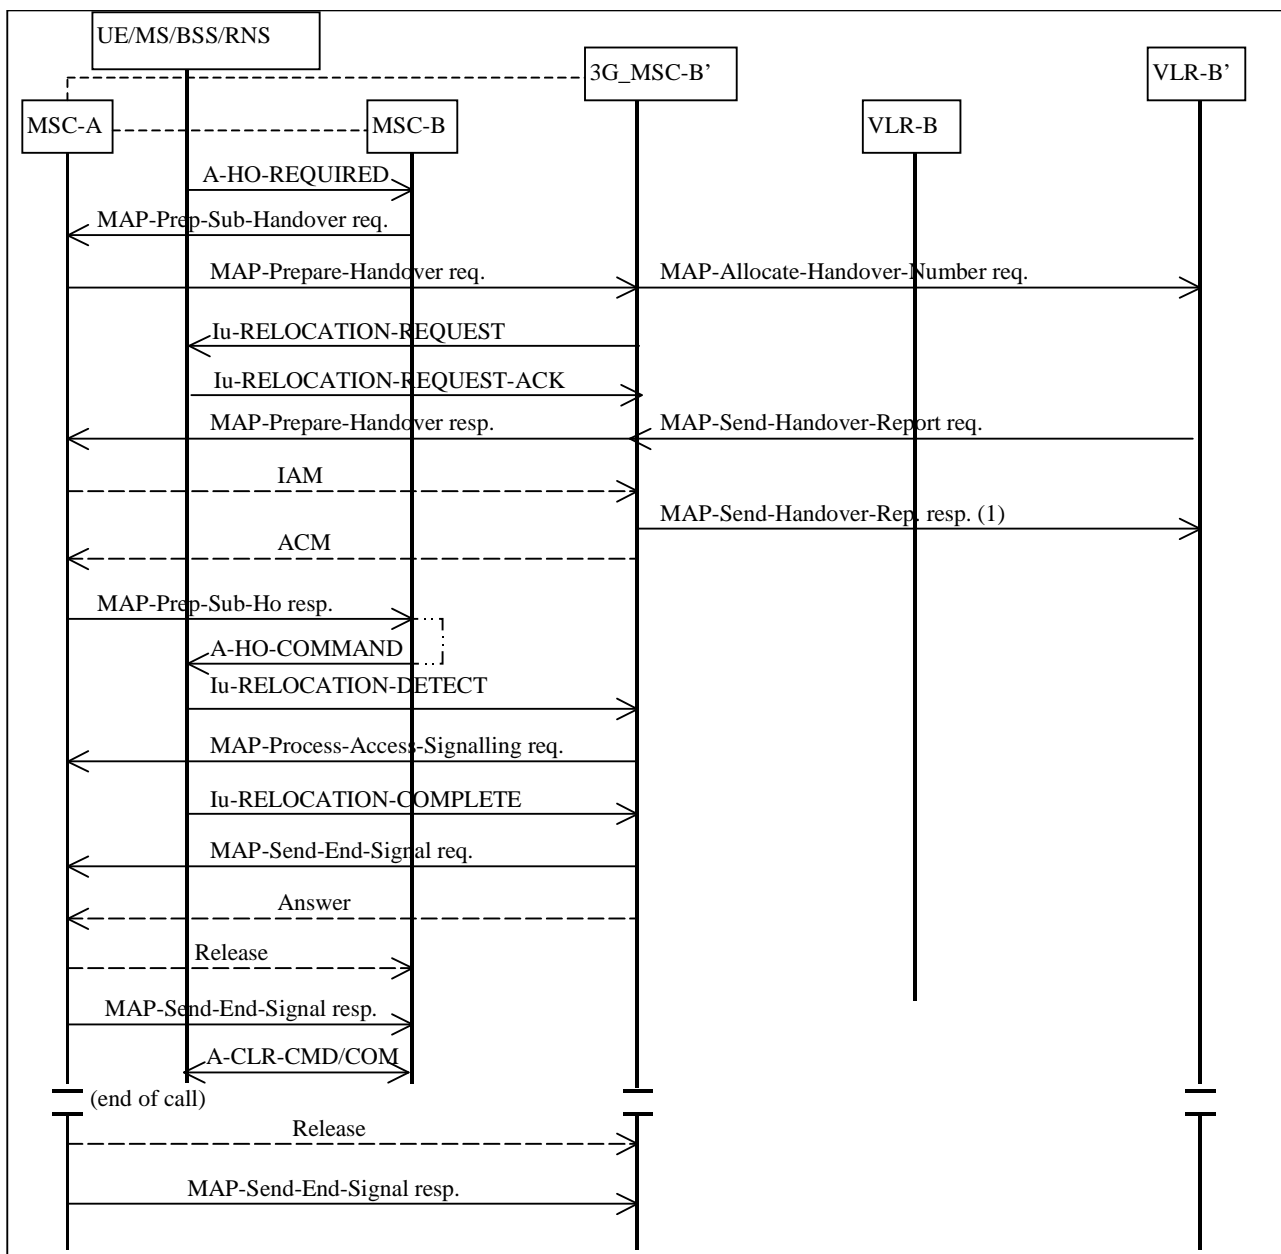 UE/MS/BSS/RNS
3G_MSC-B’
VLR-B’
MSC-A
MSC-B
VLR-B
A-HO-REQUIRED
MAP-Prep-Sub-Handover req.
MAP-Prepare-Handover req.
MAP-Allocate-Handover-Number req.
Iu-RELOCATION-REQUEST
Iu-RELOCATION-REQUEST-ACK
MAP-Prepare-Handover resp.
MAP-Send-Handover-Report req.
IAM
MAP-Send-Handover-Rep. resp. (1)
ACM
MAP-Prep-Sub-Ho resp.
A-HO-COMMAND
Iu-RELOCATION-DETECT
MAP-Process-Access-Signalling req.
Iu-RELOCATION-COMPLETE
MAP-Send-End-Signal req.
Answer
Release
MAP-Send-End-Signal resp.
A-CLR-CMD/COM
(end of call)
Release
MAP-Send-End-Signal resp.